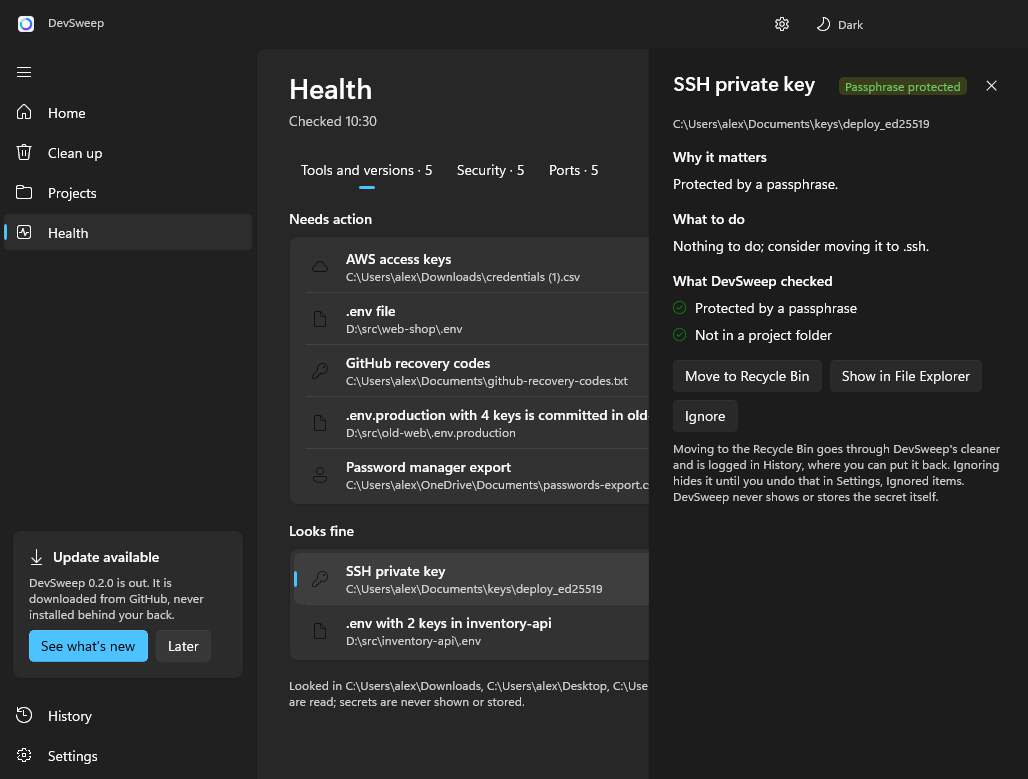 DevSweep
Dark
Home
Clean up
Projects
Health
Update available
DevSweep 0.2.0 is out. It is
downloaded from GitHub, never
installed behind your back.
See what's new
Later
History
Settings
Health
Checked 10:30
Tools and versions · 5
Security · 5
Ports · 5
Needs action
AWS access keys
C:\Users\alex\Downloads\credentials (1).csv
.env file
D:\src\web-shop\.env
GitHub recovery codes
C:\Users\alex\Documents\github-recovery-codes.txt
.env.production with 4 keys is committed in old-
D:\src\old-web\.env.production
Password manager export
C:\Users\alex\OneDrive\Documents\passwords-export.c
Looks fine
SSH private key
C:\Users\alex\Documents\keys\deploy_ed25519
.env with 2 keys in inventory-api
D:\src\inventory-api\.env
Looked in C:\Users\alex\Downloads, C:\Users\alex\Desktop, C:\Use
are read; secrets are never shown or stored.
SSH private key
Passphrase protected
C:\Users\alex\Documents\keys\deploy_ed25519
Why it matters
Protected by a passphrase.
What to do
Nothing to do; consider moving it to .ssh.
What DevSweep checked
Protected by a passphrase
Not in a project folder
Move to Recycle Bin
Show in File Explorer
Ignore
Moving to the Recycle Bin goes through DevSweep's cleaner
and is logged in History, where you can put it back. Ignoring
hides it until you undo that in Settings, Ignored items.
DevSweep never shows or stores the secret itself.